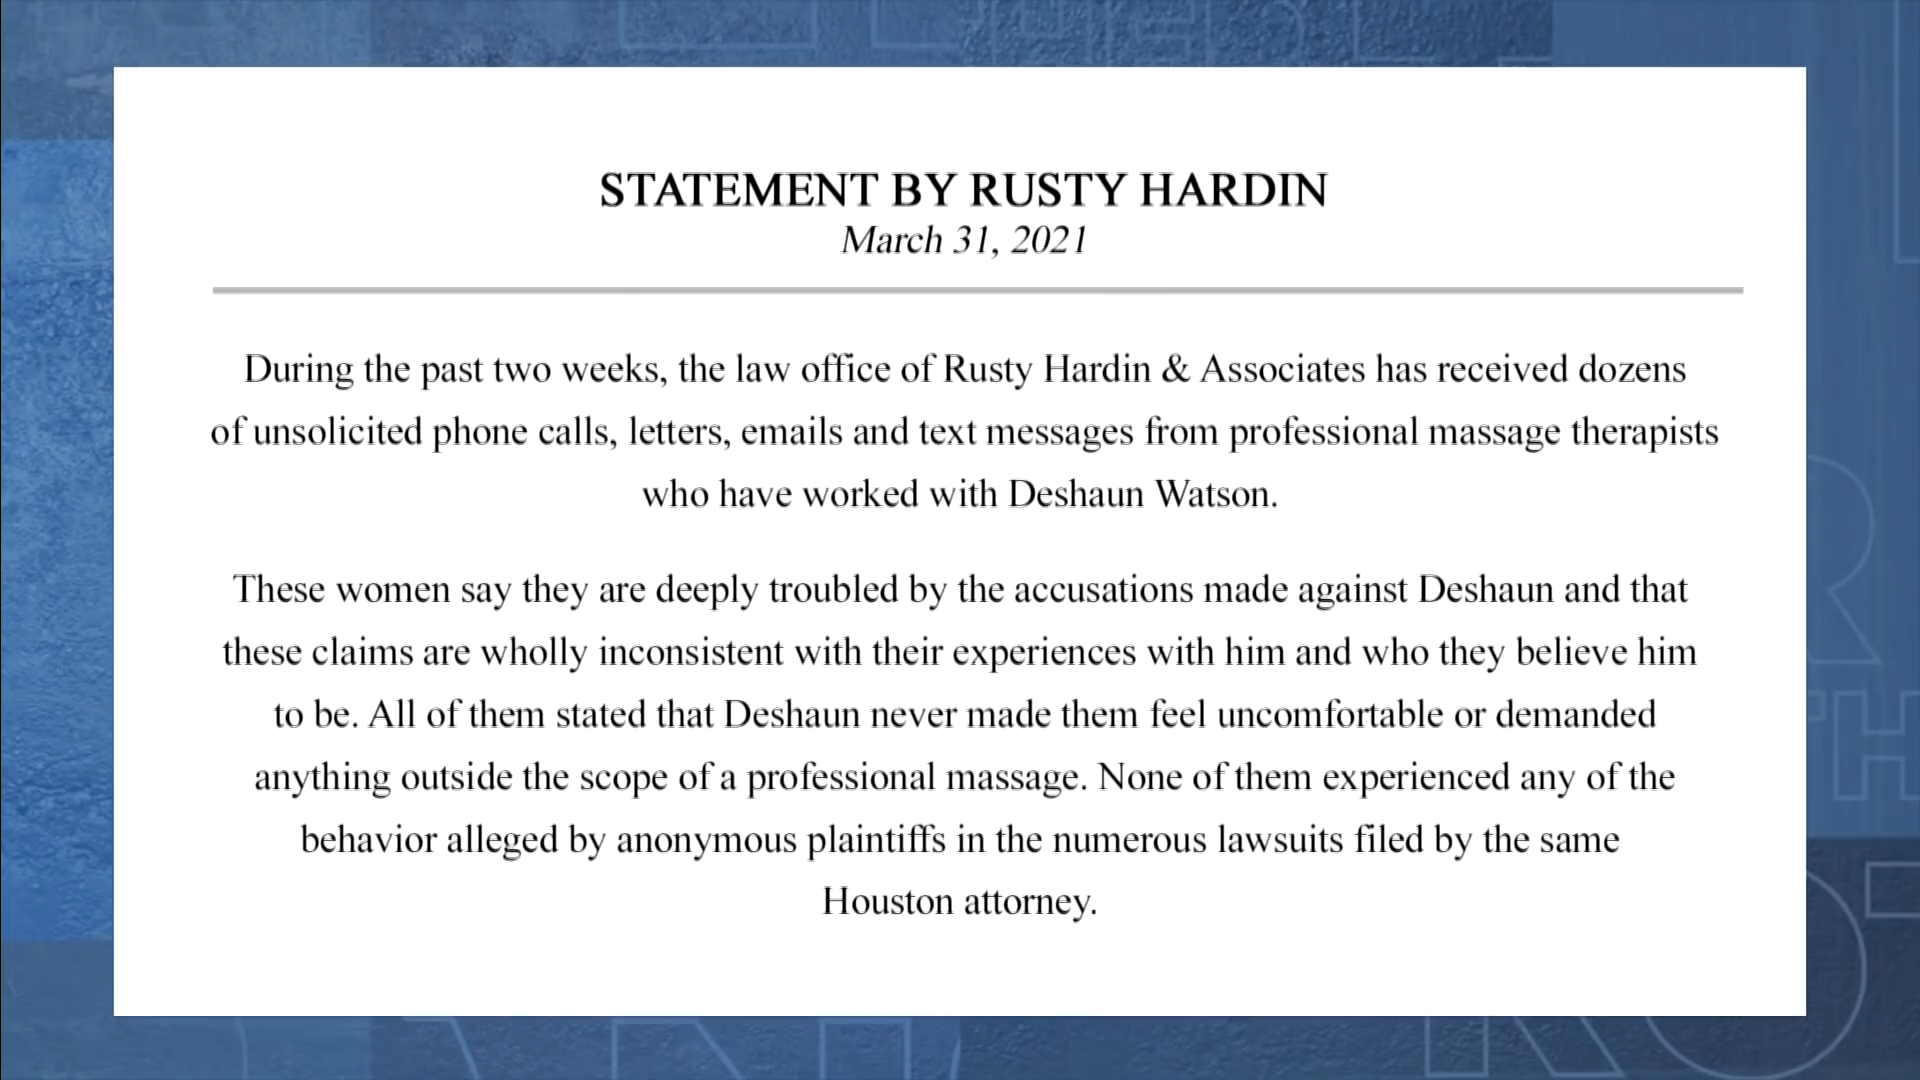 STATEMENT BY RUSTY HARDIN
March 31, 2021
During the past two weeks, the law office of Rusty Hardin & Associates has received dozens
of unsolicited phone calls, letters, emails and text messages from professional massage therapists
who have worked with Deshaun Watson.
These women say they are deeply troubled by the accusations made against Deshaun and that
these claims are wholly inconsistent with their experiences with him and who they believe him
to be. All of them stated that Deshaun never made them feel uncomfortable or demanded
anything outside the scope of a professional massage. None of them experienced any of the
behavior alleged by anonymous plaintiffs in the numerous lawsuits filed by the same
Houston attorney.